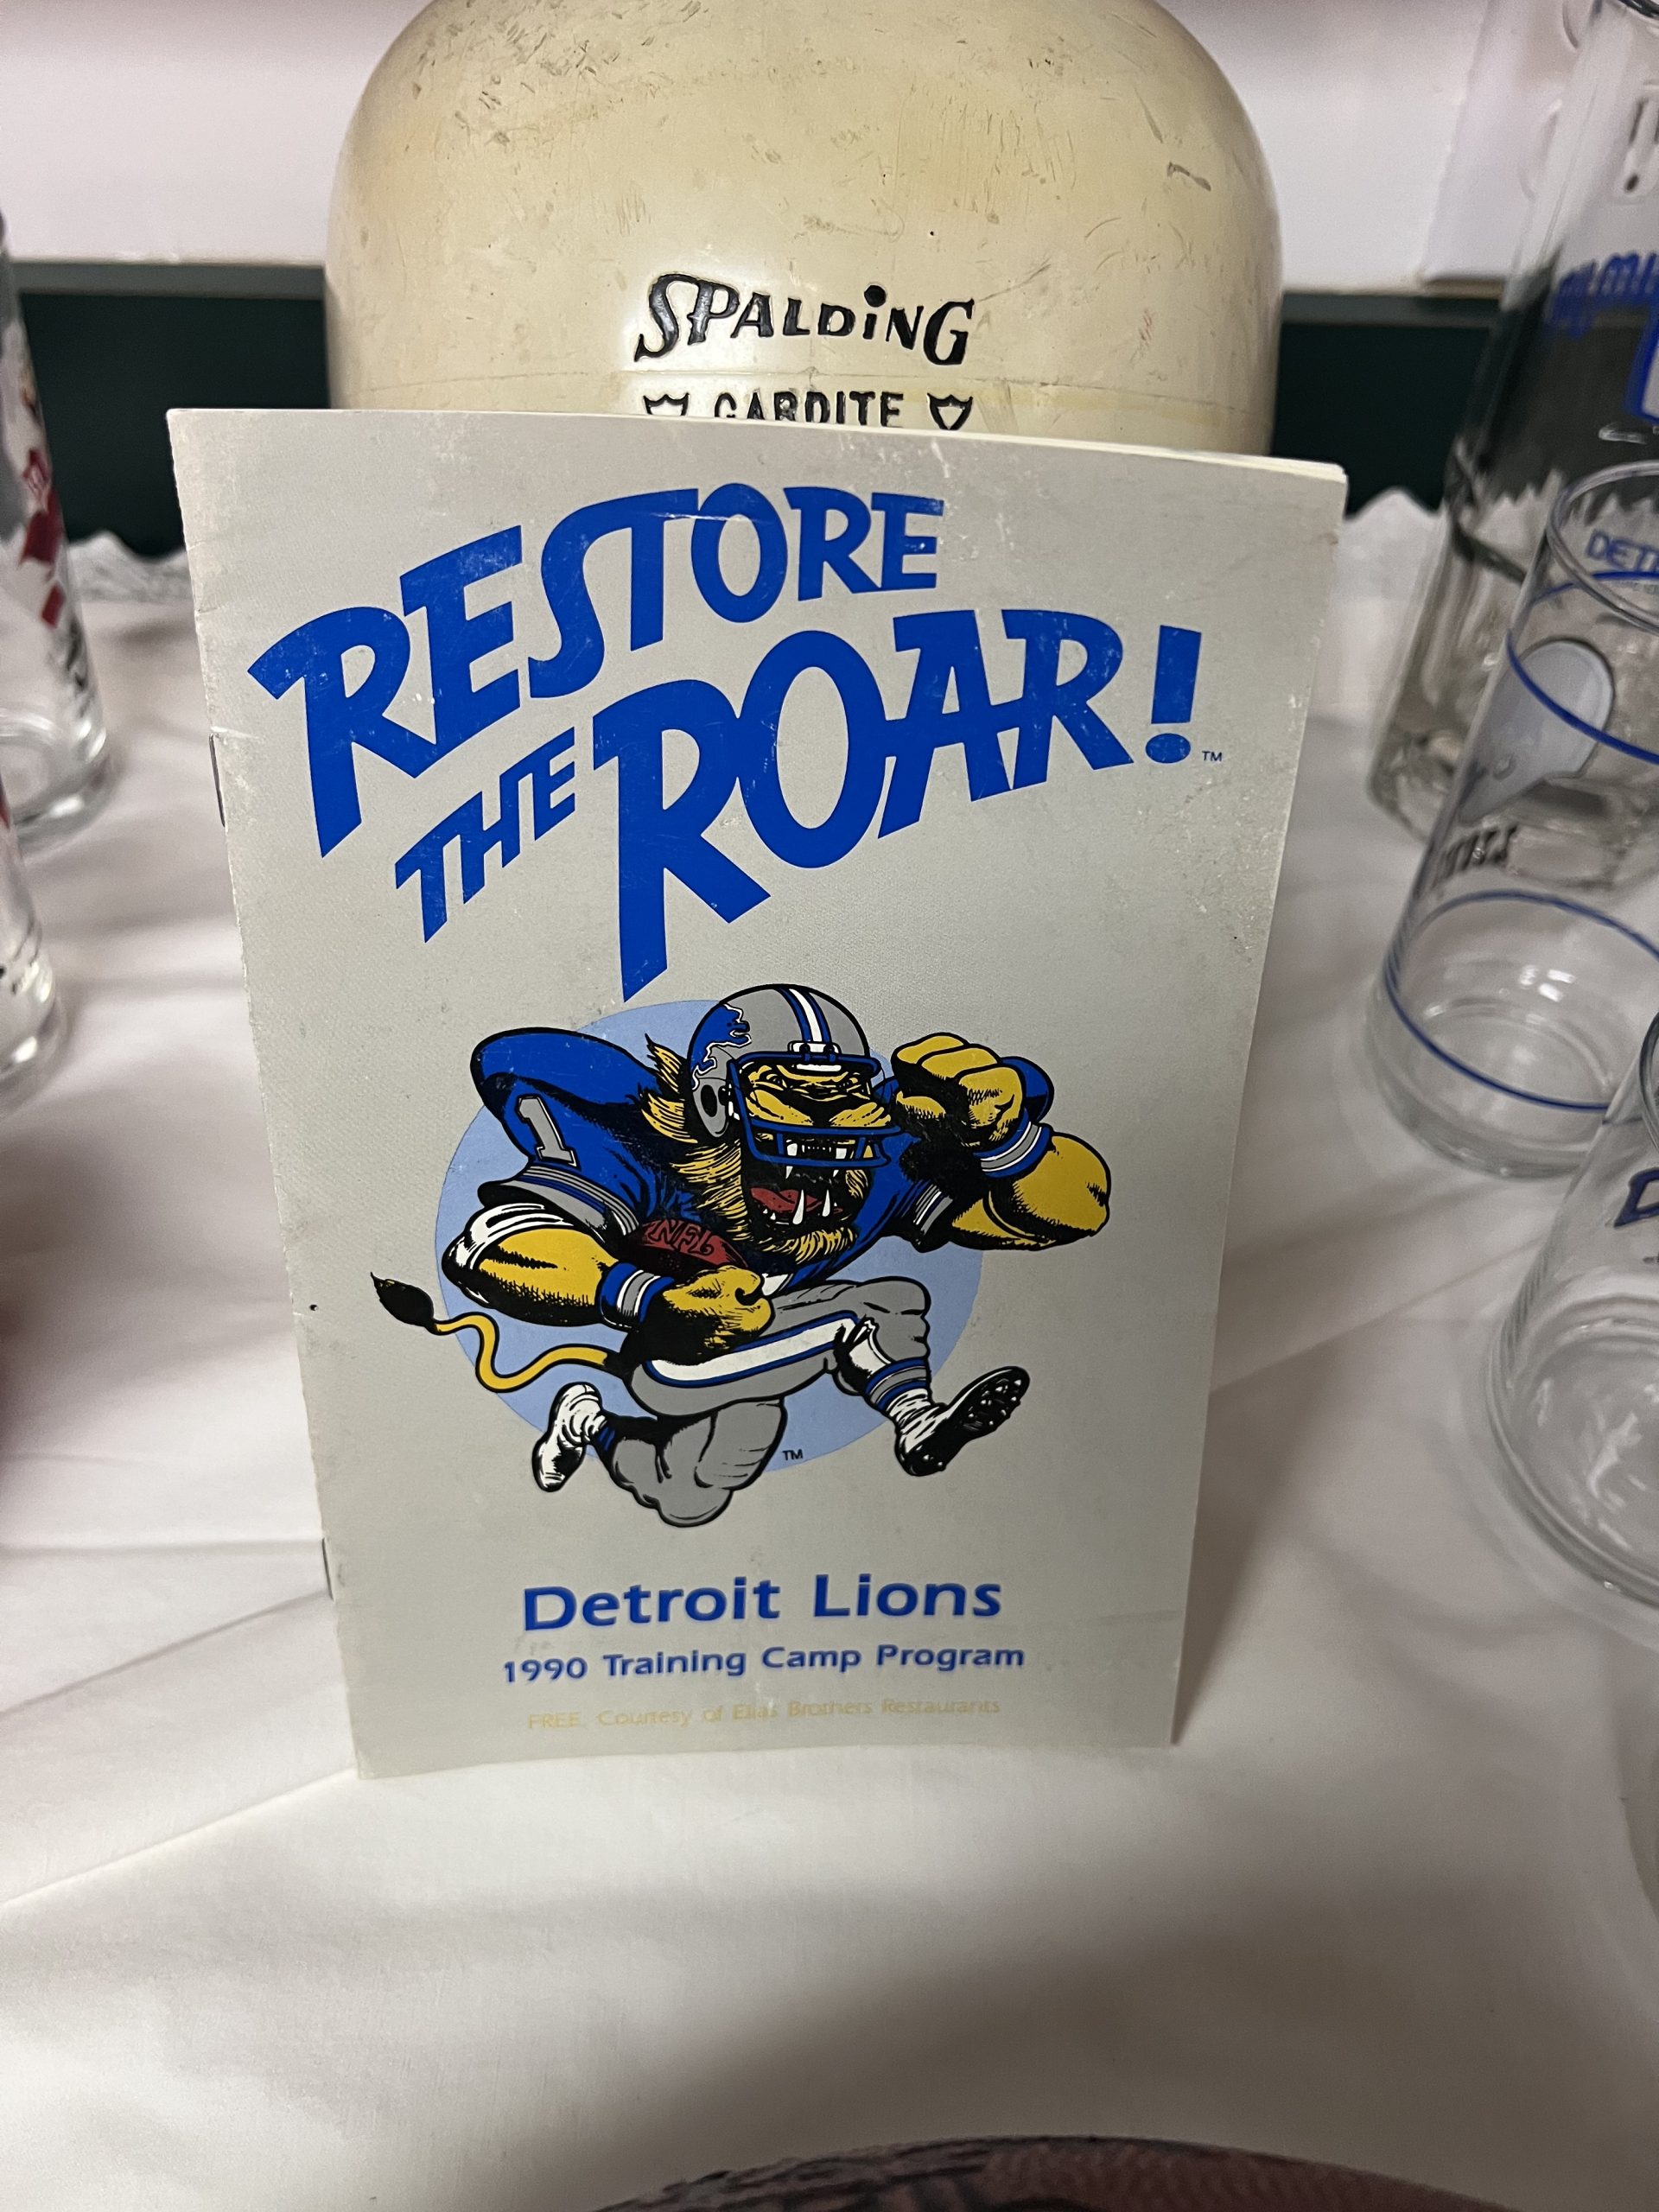 SPALDING
GARDITE
RESTORE
THE ROAR!
TM
1
NFL
TM
Detroit Lions
1990 Training Camp Program
FREE, Courtesy of Elias Brothers Restaurants